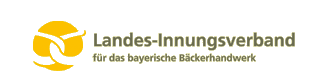 Landes-Innungsverband
für das bayerische Bäckerhandwerk